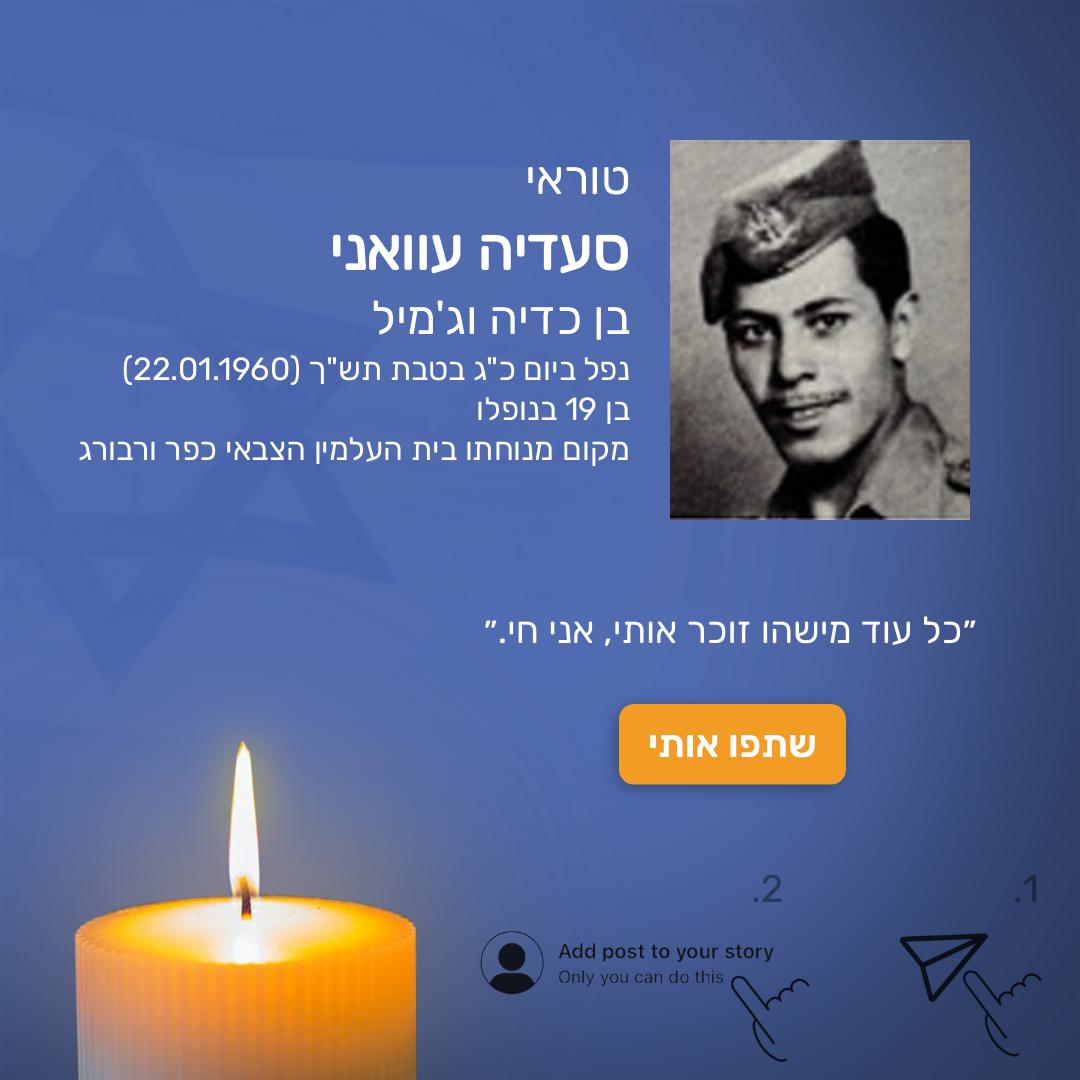 טוראי
סעדיה עוואני
בן כדיה וג'מיל
נפל ביום כ"ג בטבת תש"ך (22.01.1960)
בן 19 בנופלו
מקום מנוחתו בית העלמין הצבאי כפר ורבורג
״כל עוד מישהו זוכר אותי, אני חי.״
שתפו אותי
.1
.2
Add post to your story
Only you can do this